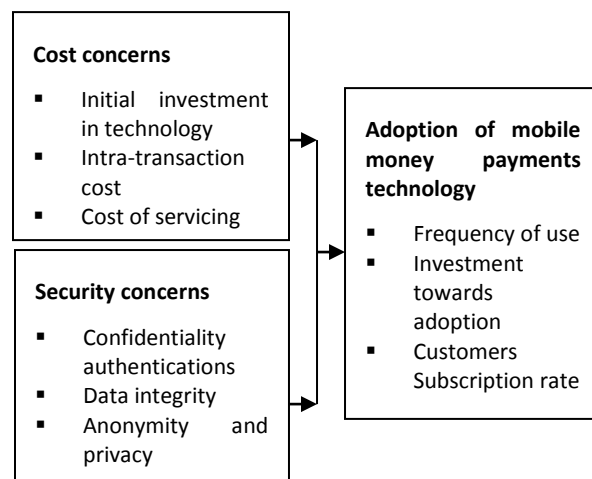 Cost concerns
▪ Initial investment
in technology
▪ Intra-transaction
cost
▪ Cost of servicing
Security concerns
▪ Confidentiality
authentications
▪ Data integrity
▪ Anonymity and
privacy
Adoption of mobile
money payments
technology
▪ Frequency of use
▪ Investment
towards
adoption
▪ Customers
Subscription rate